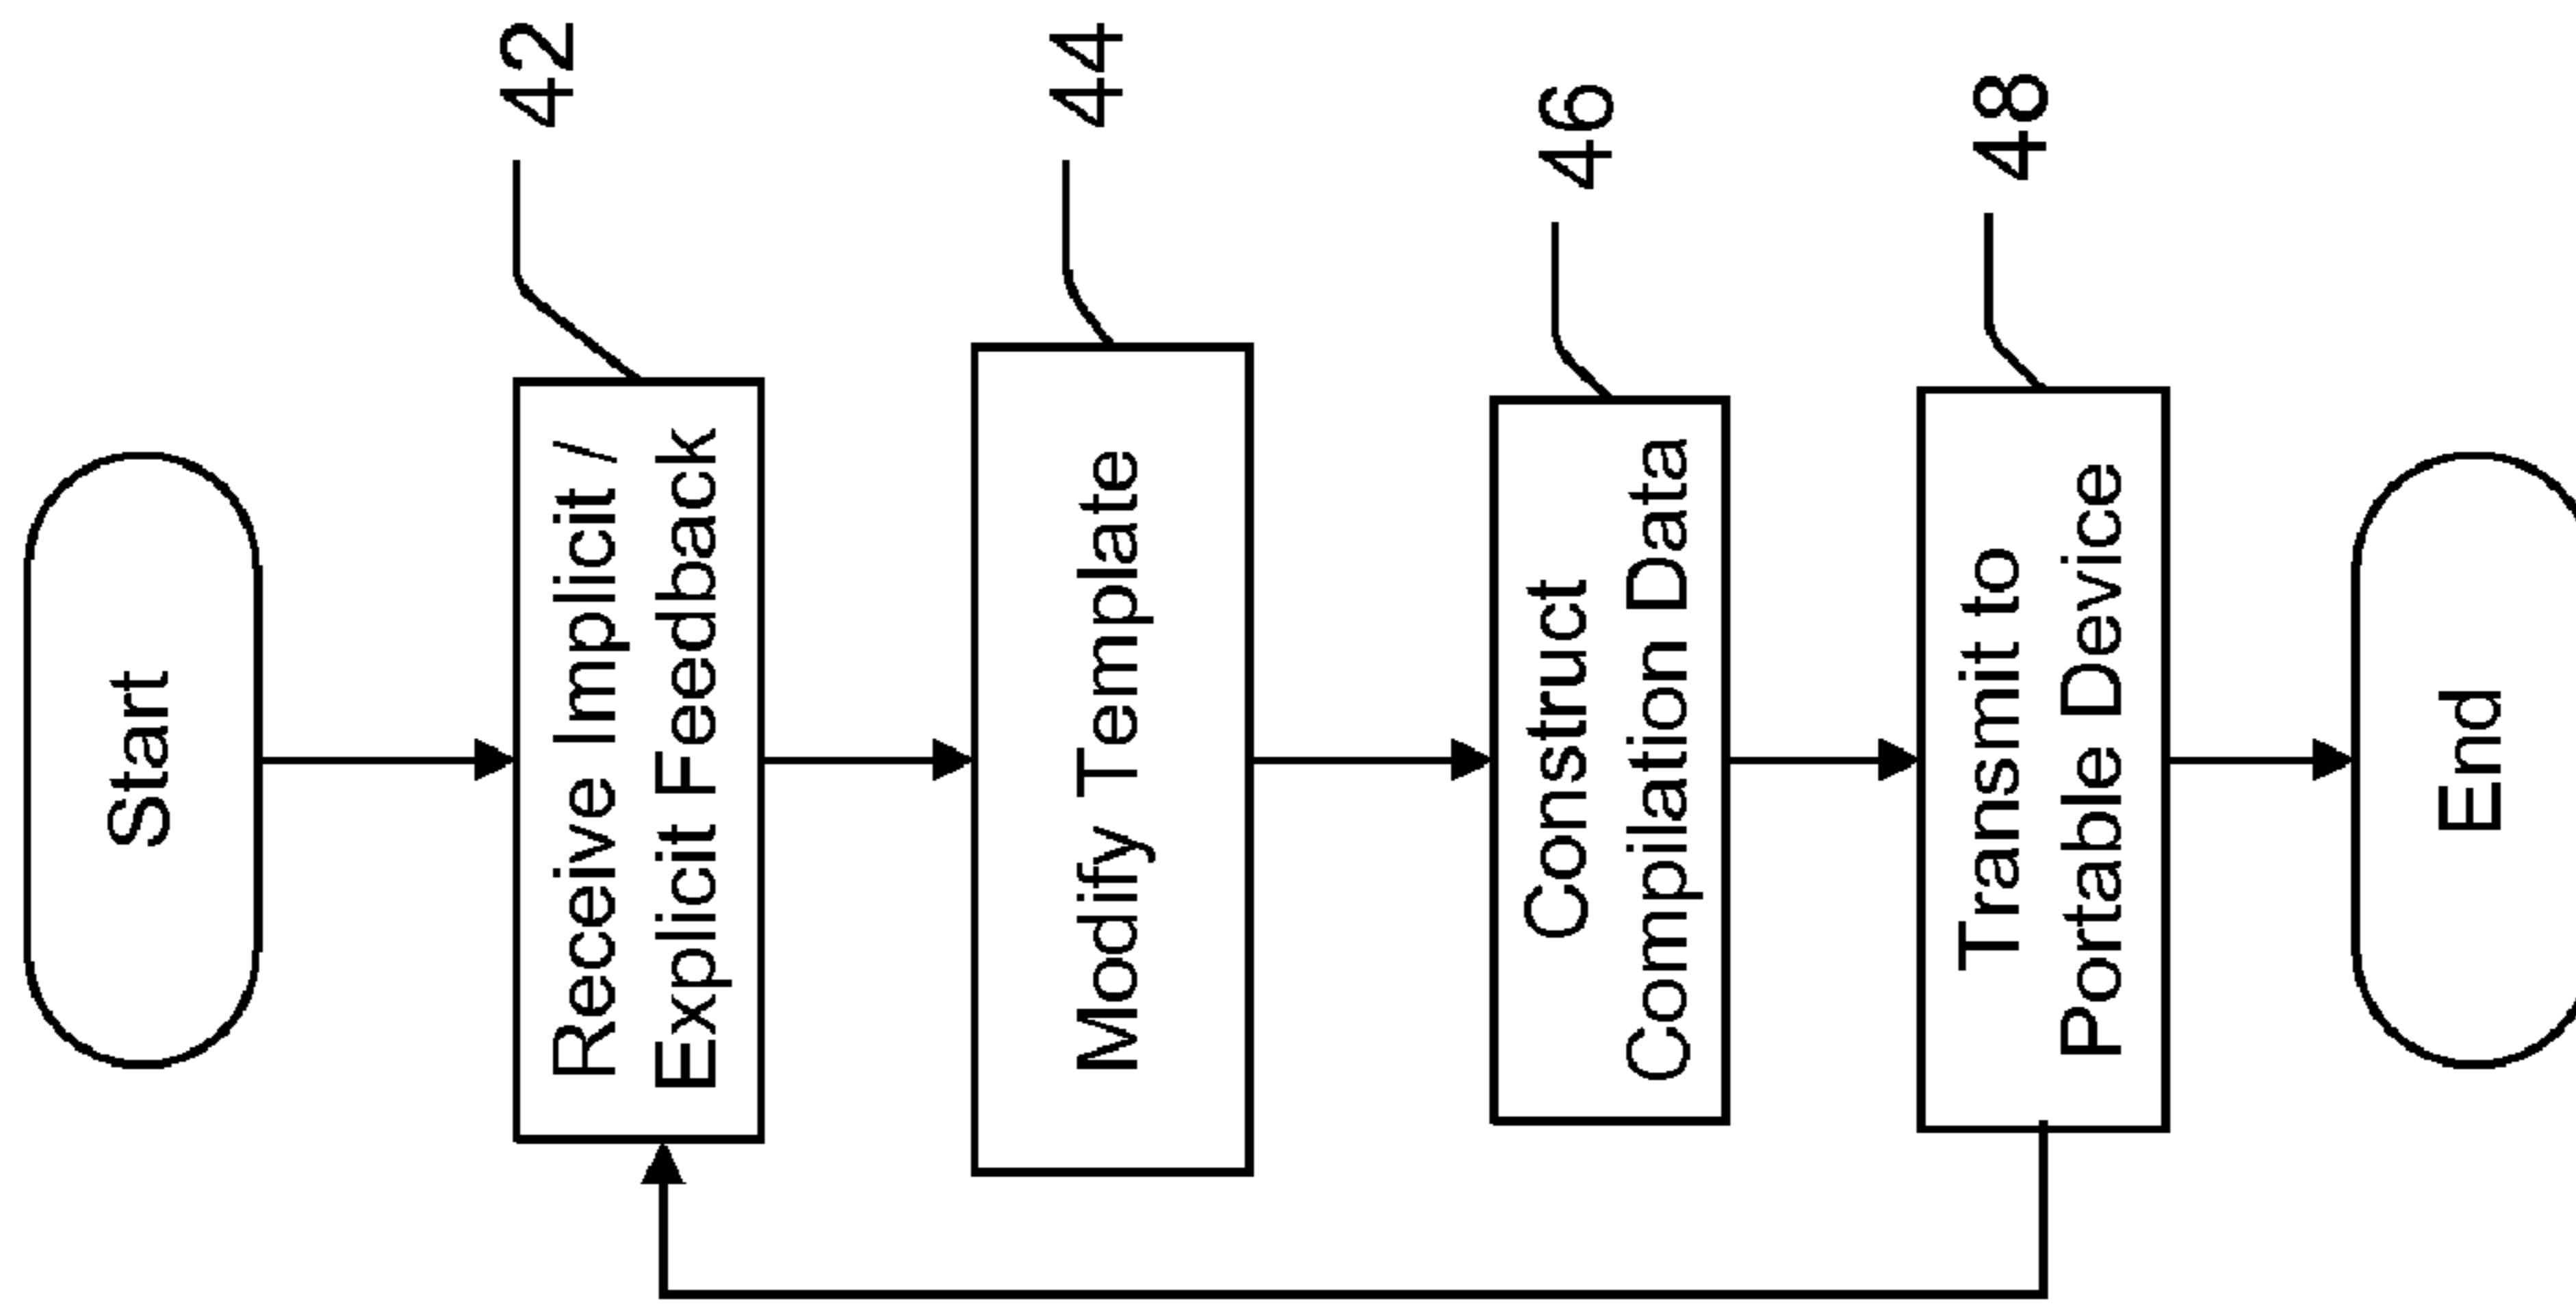 Start
42
Receive Implicit /
Explicit Feedback
44
Modify Template
46
Construct
Compilation Data
48
Transmit to
Portable Device
End